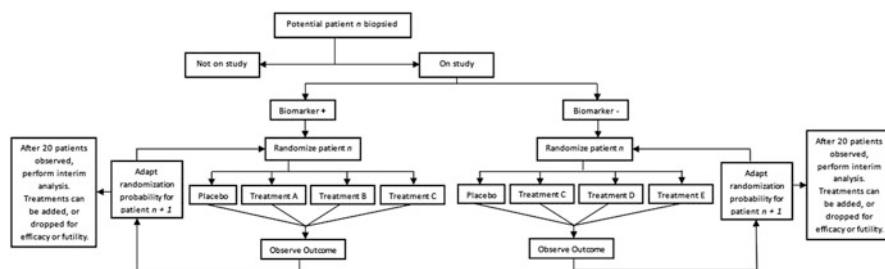 Potential patient n biopsied
Not on study
On study
Biomarker +
Biomarker -
Randomize patient n
Randomize patient n
After 20 patients
observed,
perform interim
analysis.
Treatments can
be added, or
dropped for
efficacy or futility.
Adapt
randomization
probability for
patient n + 1
Placebo
Treatment A
Treatment B
Treatment C
Placebo
Treatment C
Treatment D
Treatment E
Adapt
randomization
probability for
patient n + 1
After 20 patients
observed,
perform interim
analysis.
Treatments can
be added, or
dropped for
efficacy or futility.
Observe Outcome
Observe Outcome